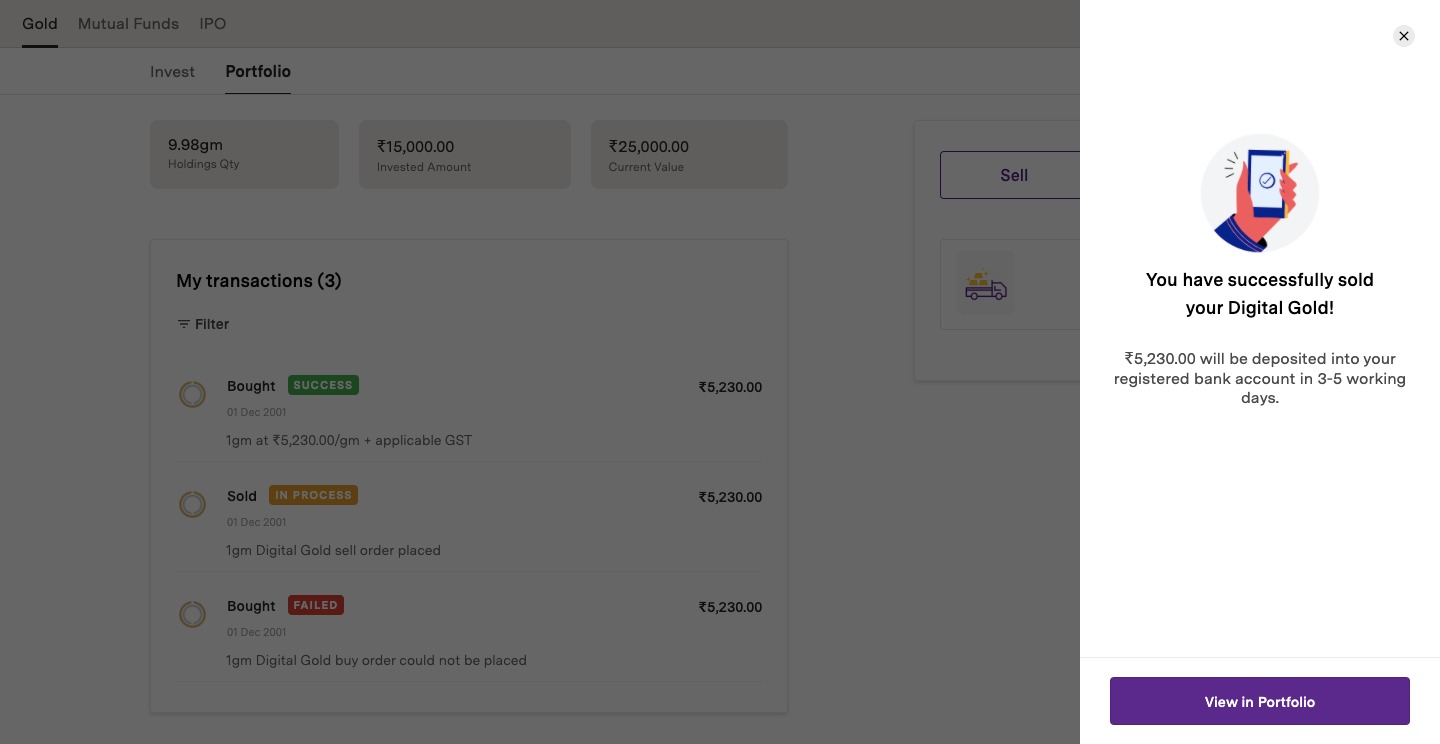 Gold Mutual Funds IPO
Invest Portfolio
9.98gm
Holdings Qty
₹15,000.00
Invested Amount
₹25,000.00
Current Value
Sell
My transactions (3)
Filter
Bought SUCCESS ₹5,230.00
01 Dec 2001
1gm at ₹5,230.00/gm + applicable GST
Sold IN PROCESS ₹5,230.00
01 Dec 2001
1gm Digital Gold sell order placed
Bought FAILED ₹5,230.00
01 Dec 2001
1gm Digital Gold buy order could not be placed
You have successfully sold
your Digital Gold!
₹5,230.00 will be deposited into your
registered bank account in 3-5 working
days.
View in Portfolio